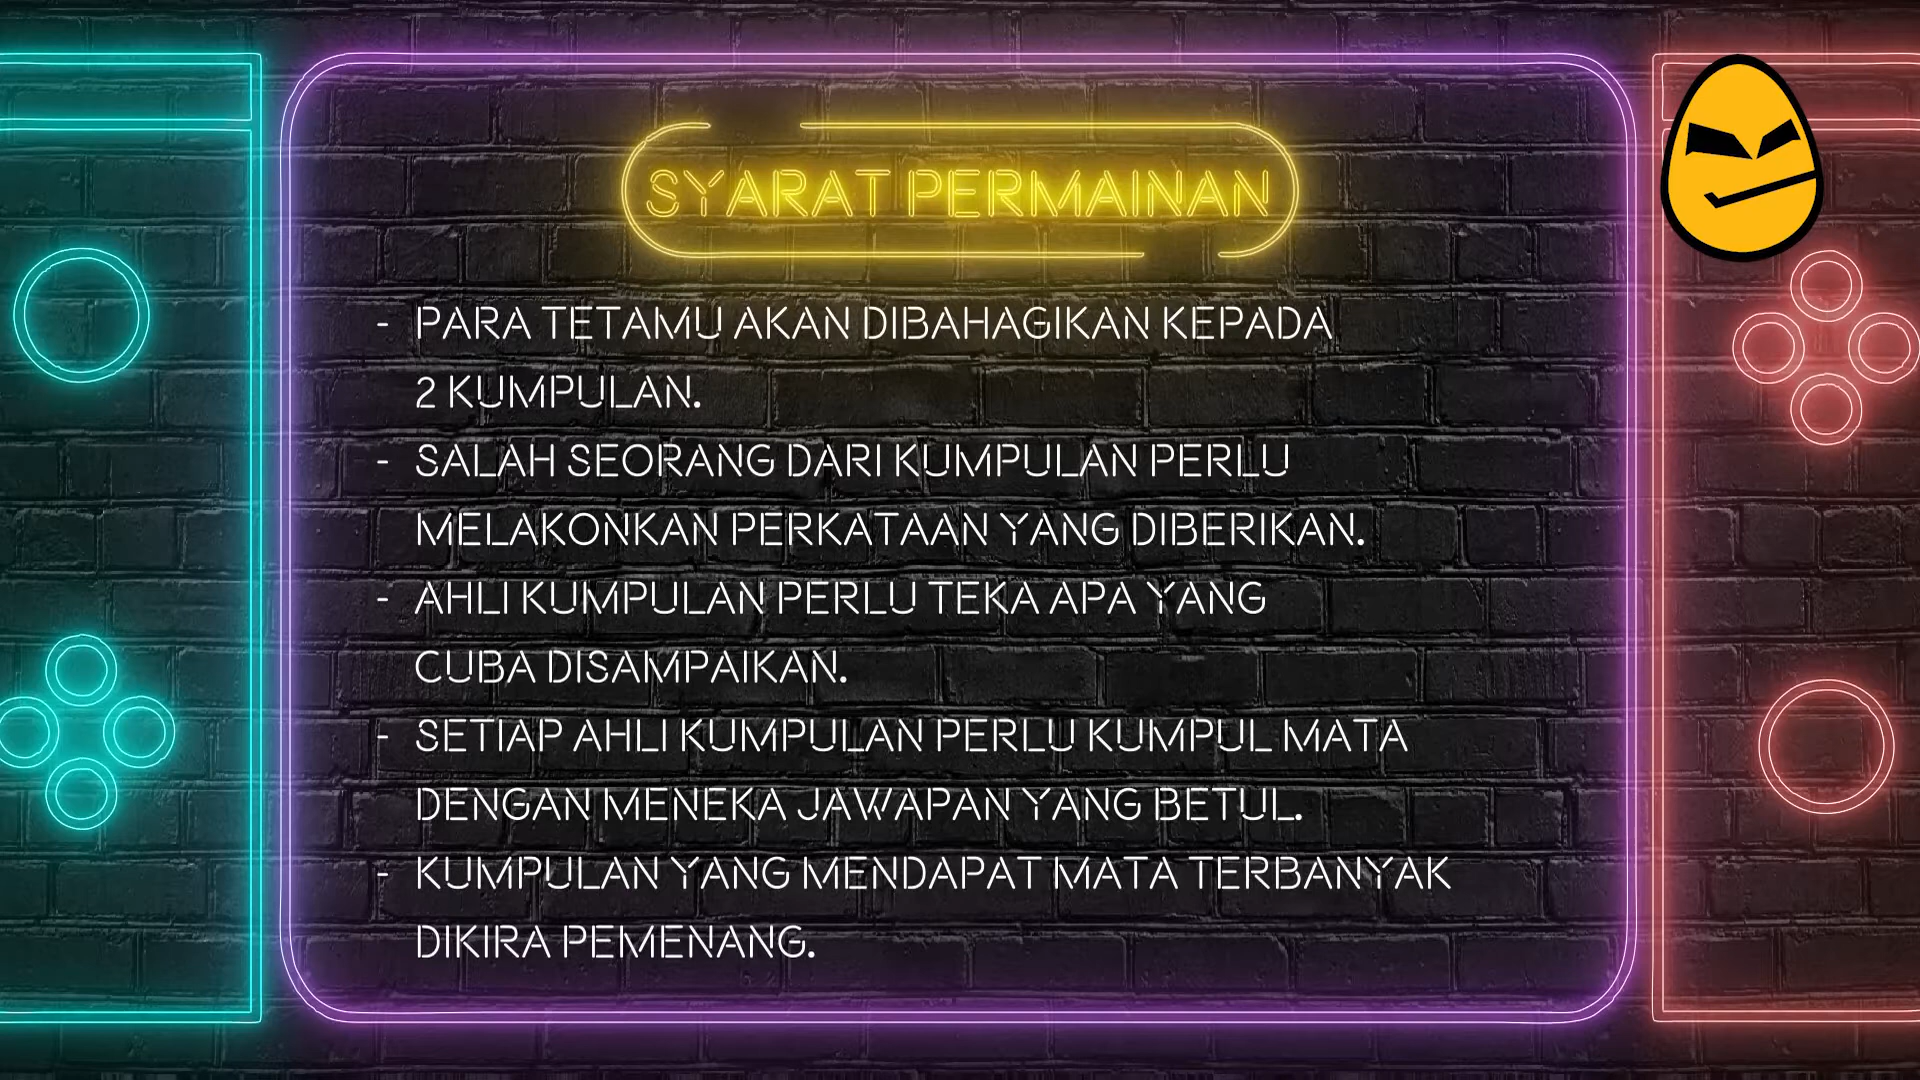 SYARAT PERMAINAN
- PARA TETAMU AKAN DIBAHAGIKAN KEPADA
2 KUMPULAN.
- SALAH SEORANG DARI KUMPULAN PERLU
MELAKONKAN PERKATAAN YANG DIBERIKAN.
- AHLI KUMPULAN PERLU TEKA APA YANG
CUBA DISAMPAIKAN.
- SETIAP AHLI KUMPULAN PERLU KUMPUL MATA
DENGAN MENEKA JAWAPAN YANG BETUL.
- KUMPULAN YANG MENDAPAT MATA TERBANYAK
DIKIRA PEMENANG.